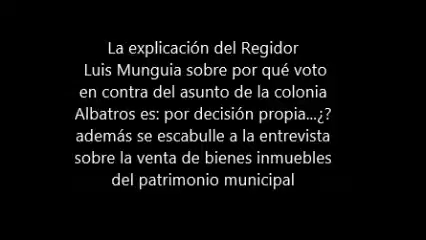 La explicación del Regidor
Luis Munguia sobre por qué voto
en contra del asunto de la colonia
Albatros es: por decisión propia...¿?
además se escabulle a la entrevista
sobre la venta de bienes inmuebles
del patrimonio municipal